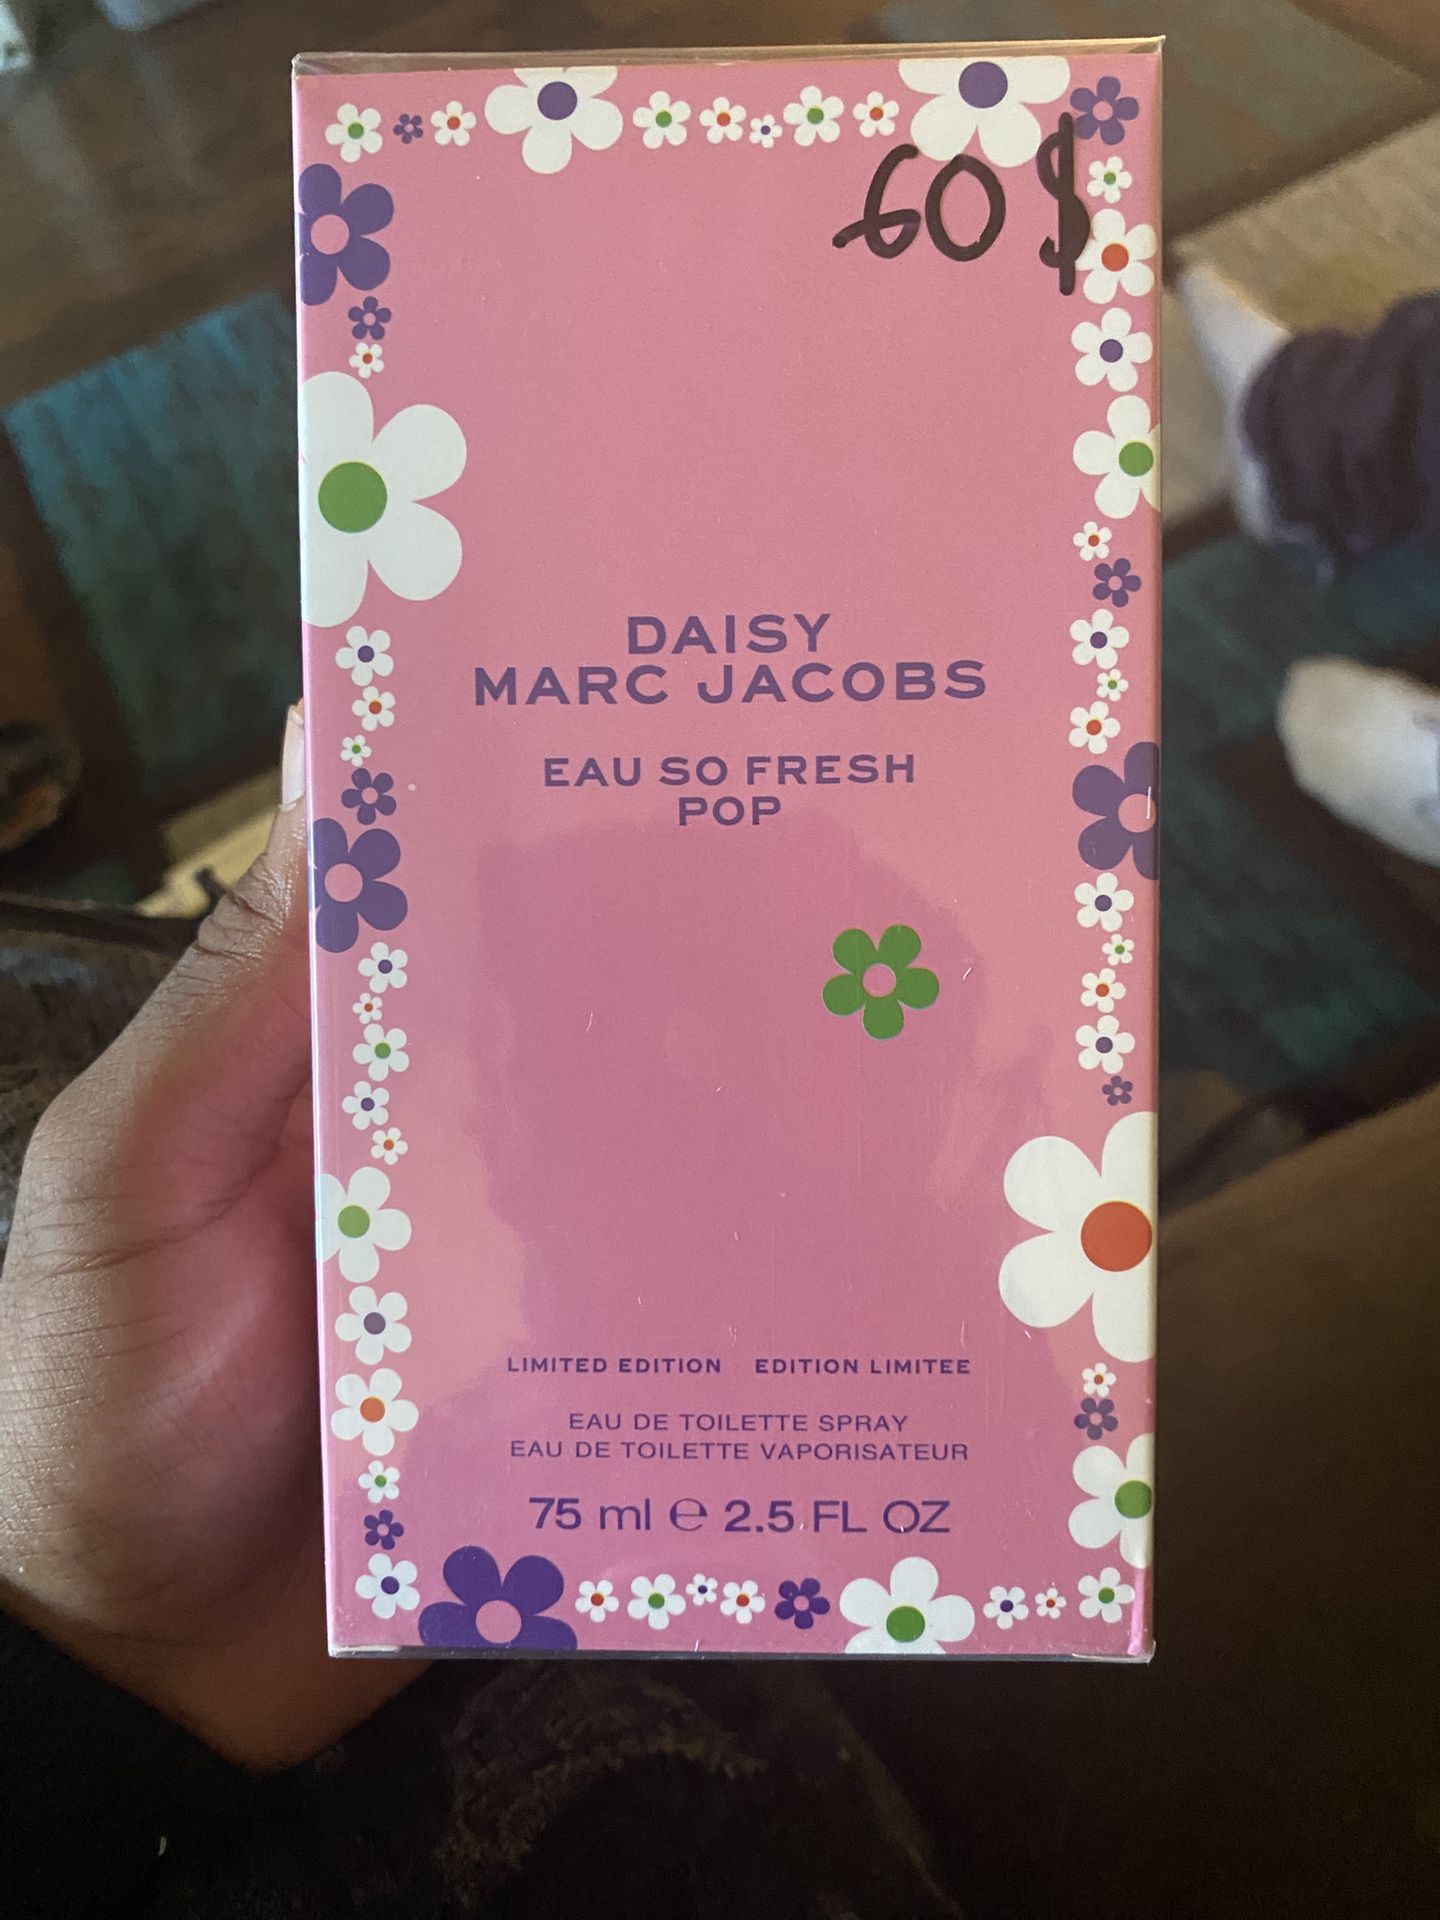 60 $
DAISY
MARC JACOBS
EAU SO FRESH
POP
LIMITED EDITION EDITION LIMITEE
EAU DE TOILETTE SPRAY
EAU DE TOILETTE VAPORISATEUR
75 ml ℮ 2.5 FL OZ